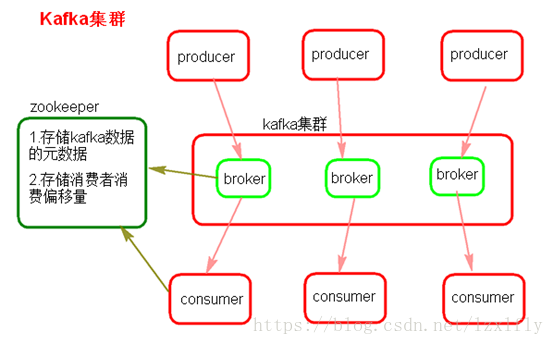 Kafka集群
producer
producer
producer
zookeeper
1.存储kafka数据
的元数据
2.存储消费者消
费偏移量
kafka集群
broker
broker
broker
consumer
consumer
consumer
https://blog.csdn.net/lzxlfly